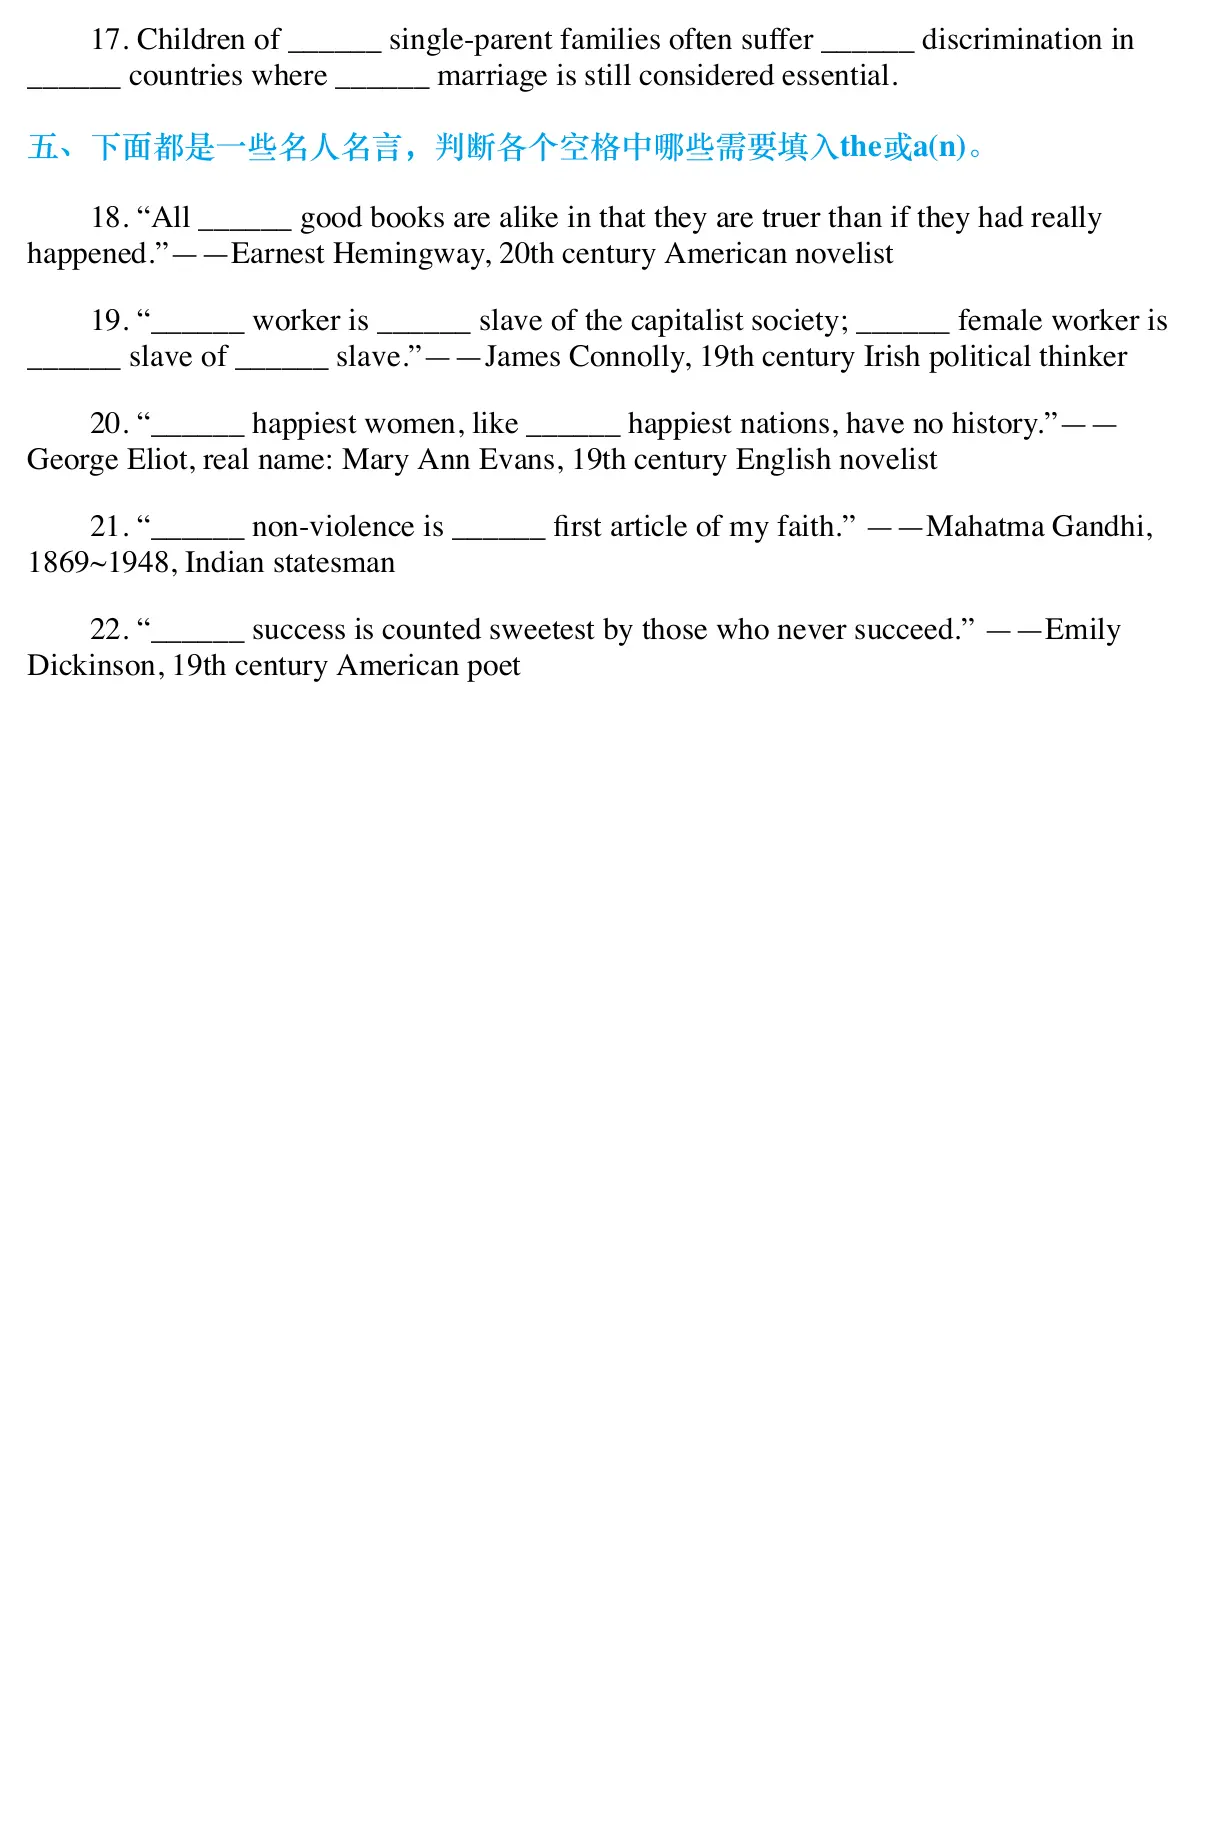 17. Children of ______ single-parent families often suffer ______ discrimination in
______ countries where ______ marriage is still considered essential.
五、下面都是一些名人名言，判断各个空格中哪些需要填入the或a(n)。
18. “All ______ good books are alike in that they are truer than if they had really
happened.”——Earnest Hemingway, 20th century American novelist
19. “______ worker is ______ slave of the capitalist society; ______ female worker is
______ slave of ______ slave.”——James Connolly, 19th century Irish political thinker
20. “______ happiest women, like ______ happiest nations, have no history.”——
George Eliot, real name: Mary Ann Evans, 19th century English novelist
21. “______ non-violence is ______ first article of my faith.” ——Mahatma Gandhi,
1869~1948, Indian statesman
22. “______ success is counted sweetest by those who never succeed.” ——Emily
Dickinson, 19th century American poet